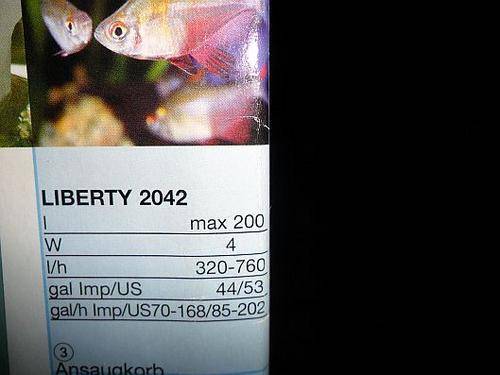 LIBERTY 2042
l max 200
W 4
l/h 320-760
gal Imp/US 44/53
gal/h Imp/US70-168/85-202
③
Ansaugkorb